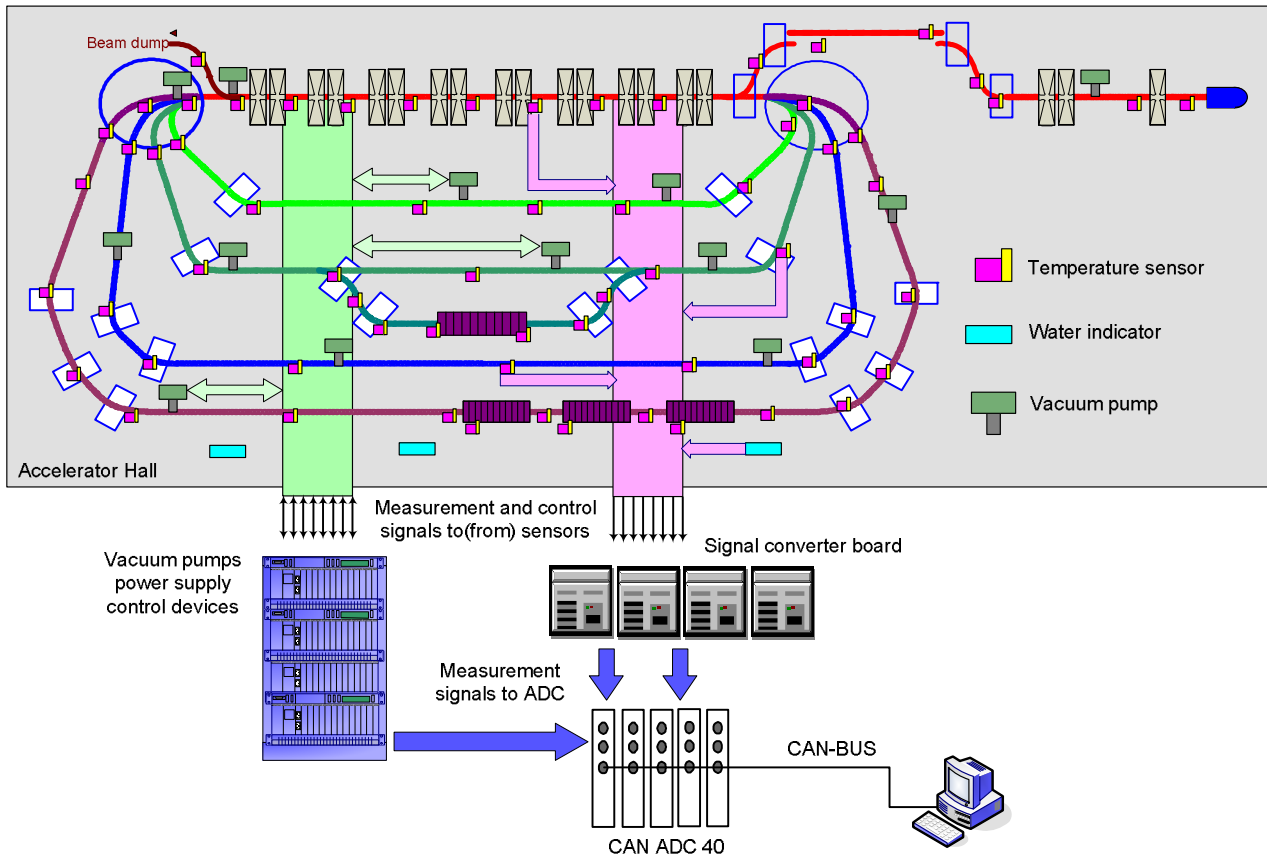 Beam dump
Temperature sensor
Water indicator
Vacuum pump
Accelerator Hall
Measurement and control
signals to(from) sensors
Vacuum pumps
power supply
control devices
Signal converter board
Measurement
signals to ADC
CAN-BUS
CAN ADC 40